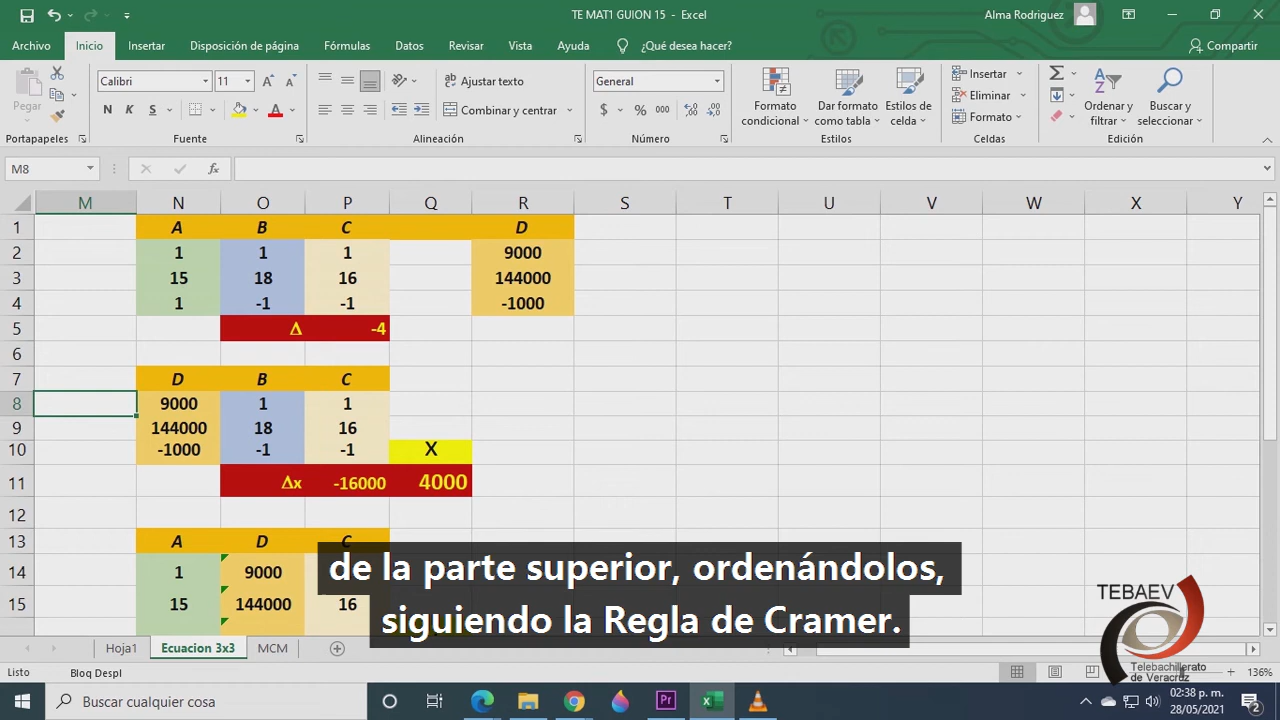 TE MAT1 GUION 15 - Excel
Alma Rodriguez
Archivo Inicio Insertar Disposición de página Fórmulas Datos Revisar Vista Ayuda ¿Qué desea hacer? Compartir
Pegar
Calibri 11
N K S
Ajustar texto
Combinar y centrar
General
$ % 000
Formato condicional
Dar formato como tabla
Estilos de celda
Insertar
Eliminar
Formato
Ordenar y filtrar
Buscar y seleccionar
Portapapeles Fuente Alineación Número Estilos Celdas Edición
M8 fx
M N O P Q R S T U V W X Y
1 A B C D
2 1 1 1 9000
3 15 18 16 144000
4 1 -1 -1 -1000
5 Δ -4
6
7 D B C
8 9000 1 1
9 144000 18 16
10 -1000 -1 -1 X
11 Δx -16000 4000
12
13 A D C
14 1 9000
15 15 144000 16
de la parte superior, ordenándolos,
siguiendo la Regla de Cramer.
TEBAEV
Telebachillerato
de Veracruz
Hoja1 Ecuacion 3x3 MCM
Listo Bloq Despl 136%
Buscar cualquier cosa
Pr
02:38 p. m.
28/05/2021
2